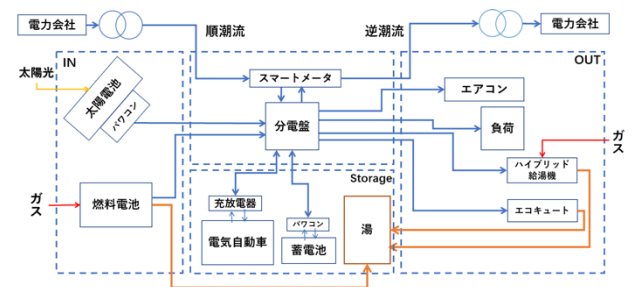 電力会社
順潮流
逆潮流
電力会社
IN
OUT
太陽光
太陽電池
パワコン
スマートメータ
分電盤
エアコン
負荷
ガス
ハイブリッド
給湯機
エコキュート
ガス
燃料電池
Storage
充放電器
電気自動車
パワコン
蓄電池
湯